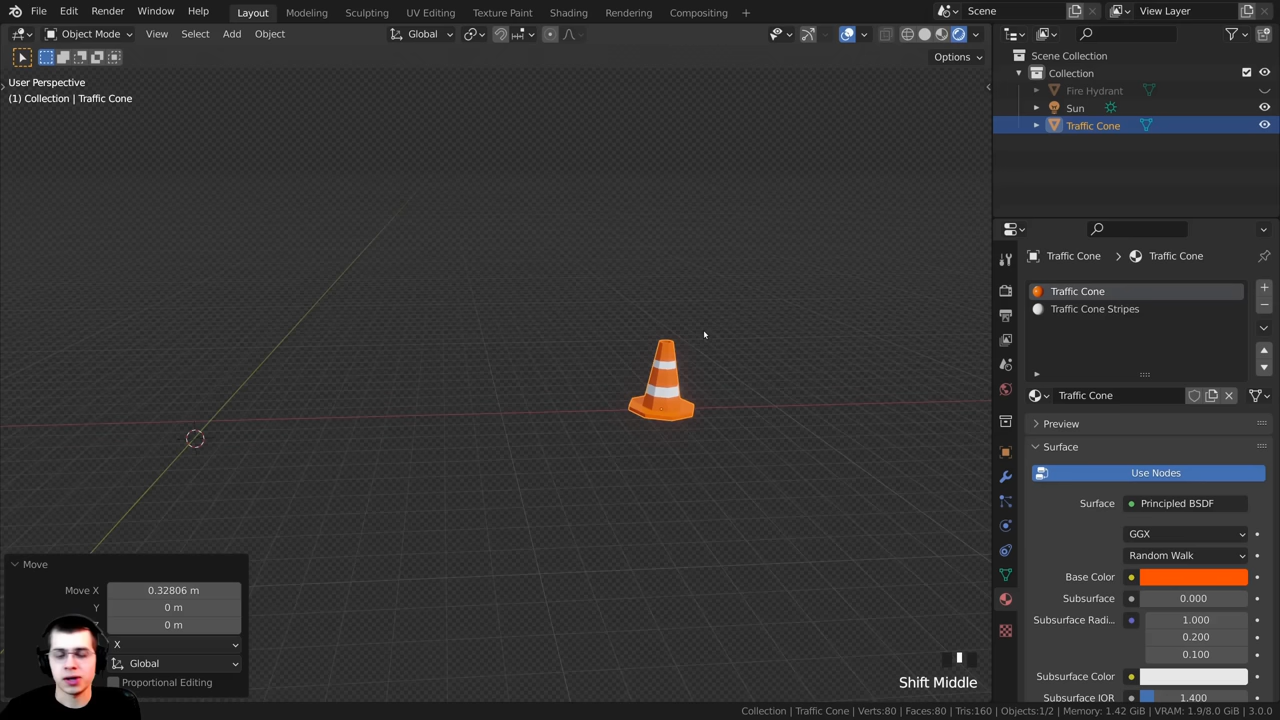 File Edit Render Window Help Layout Modeling Sculpting UV Editing Texture Paint Shading Rendering Compositing Scene View Layer
Object Mode View Select Add Object Global
Options
User Perspective
(1) Collection | Traffic Cone
Scene Collection
Collection
Fire Hydrant
Sun
Traffic Cone
Traffic Cone Traffic Cone
Traffic Cone
Traffic Cone Stripes
Traffic Cone
Preview
Surface
Use Nodes
Surface Principled BSDF
GGX
Random Walk
Base Color
Subsurface 0.000
Subsurface Radi... 1.000
0.200
0.100
Subsurface Color
Subsurface IOR 1.400
Move
Move X 0.32806 m
Y 0 m
0 m
X
Global
Proportional Editing
Shift Middle
Collection | Traffic Cone | Verts:80 | Faces:80 | Tris:160 | Objects:1/2 | Memory: 1.42 GiB | VRAM: 1.9/8.0 GiB | 3.0.0